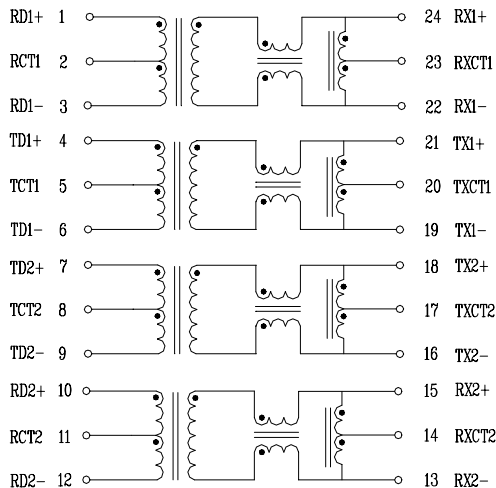 RD1+ 1 24 RX1+
RCT1 2 23 RXCT1
RD1- 3 22 RX1-
TD1+ 4 21 TX1+
TCT1 5 20 TXCT1
TD1- 6 19 TX1-
TD2+ 7 18 TX2+
TCT2 8 17 TXCT2
TD2- 9 16 TX2-
RD2+ 10 15 RX2+
RCT2 11 14 RXCT2
RD2- 12 13 RX2-